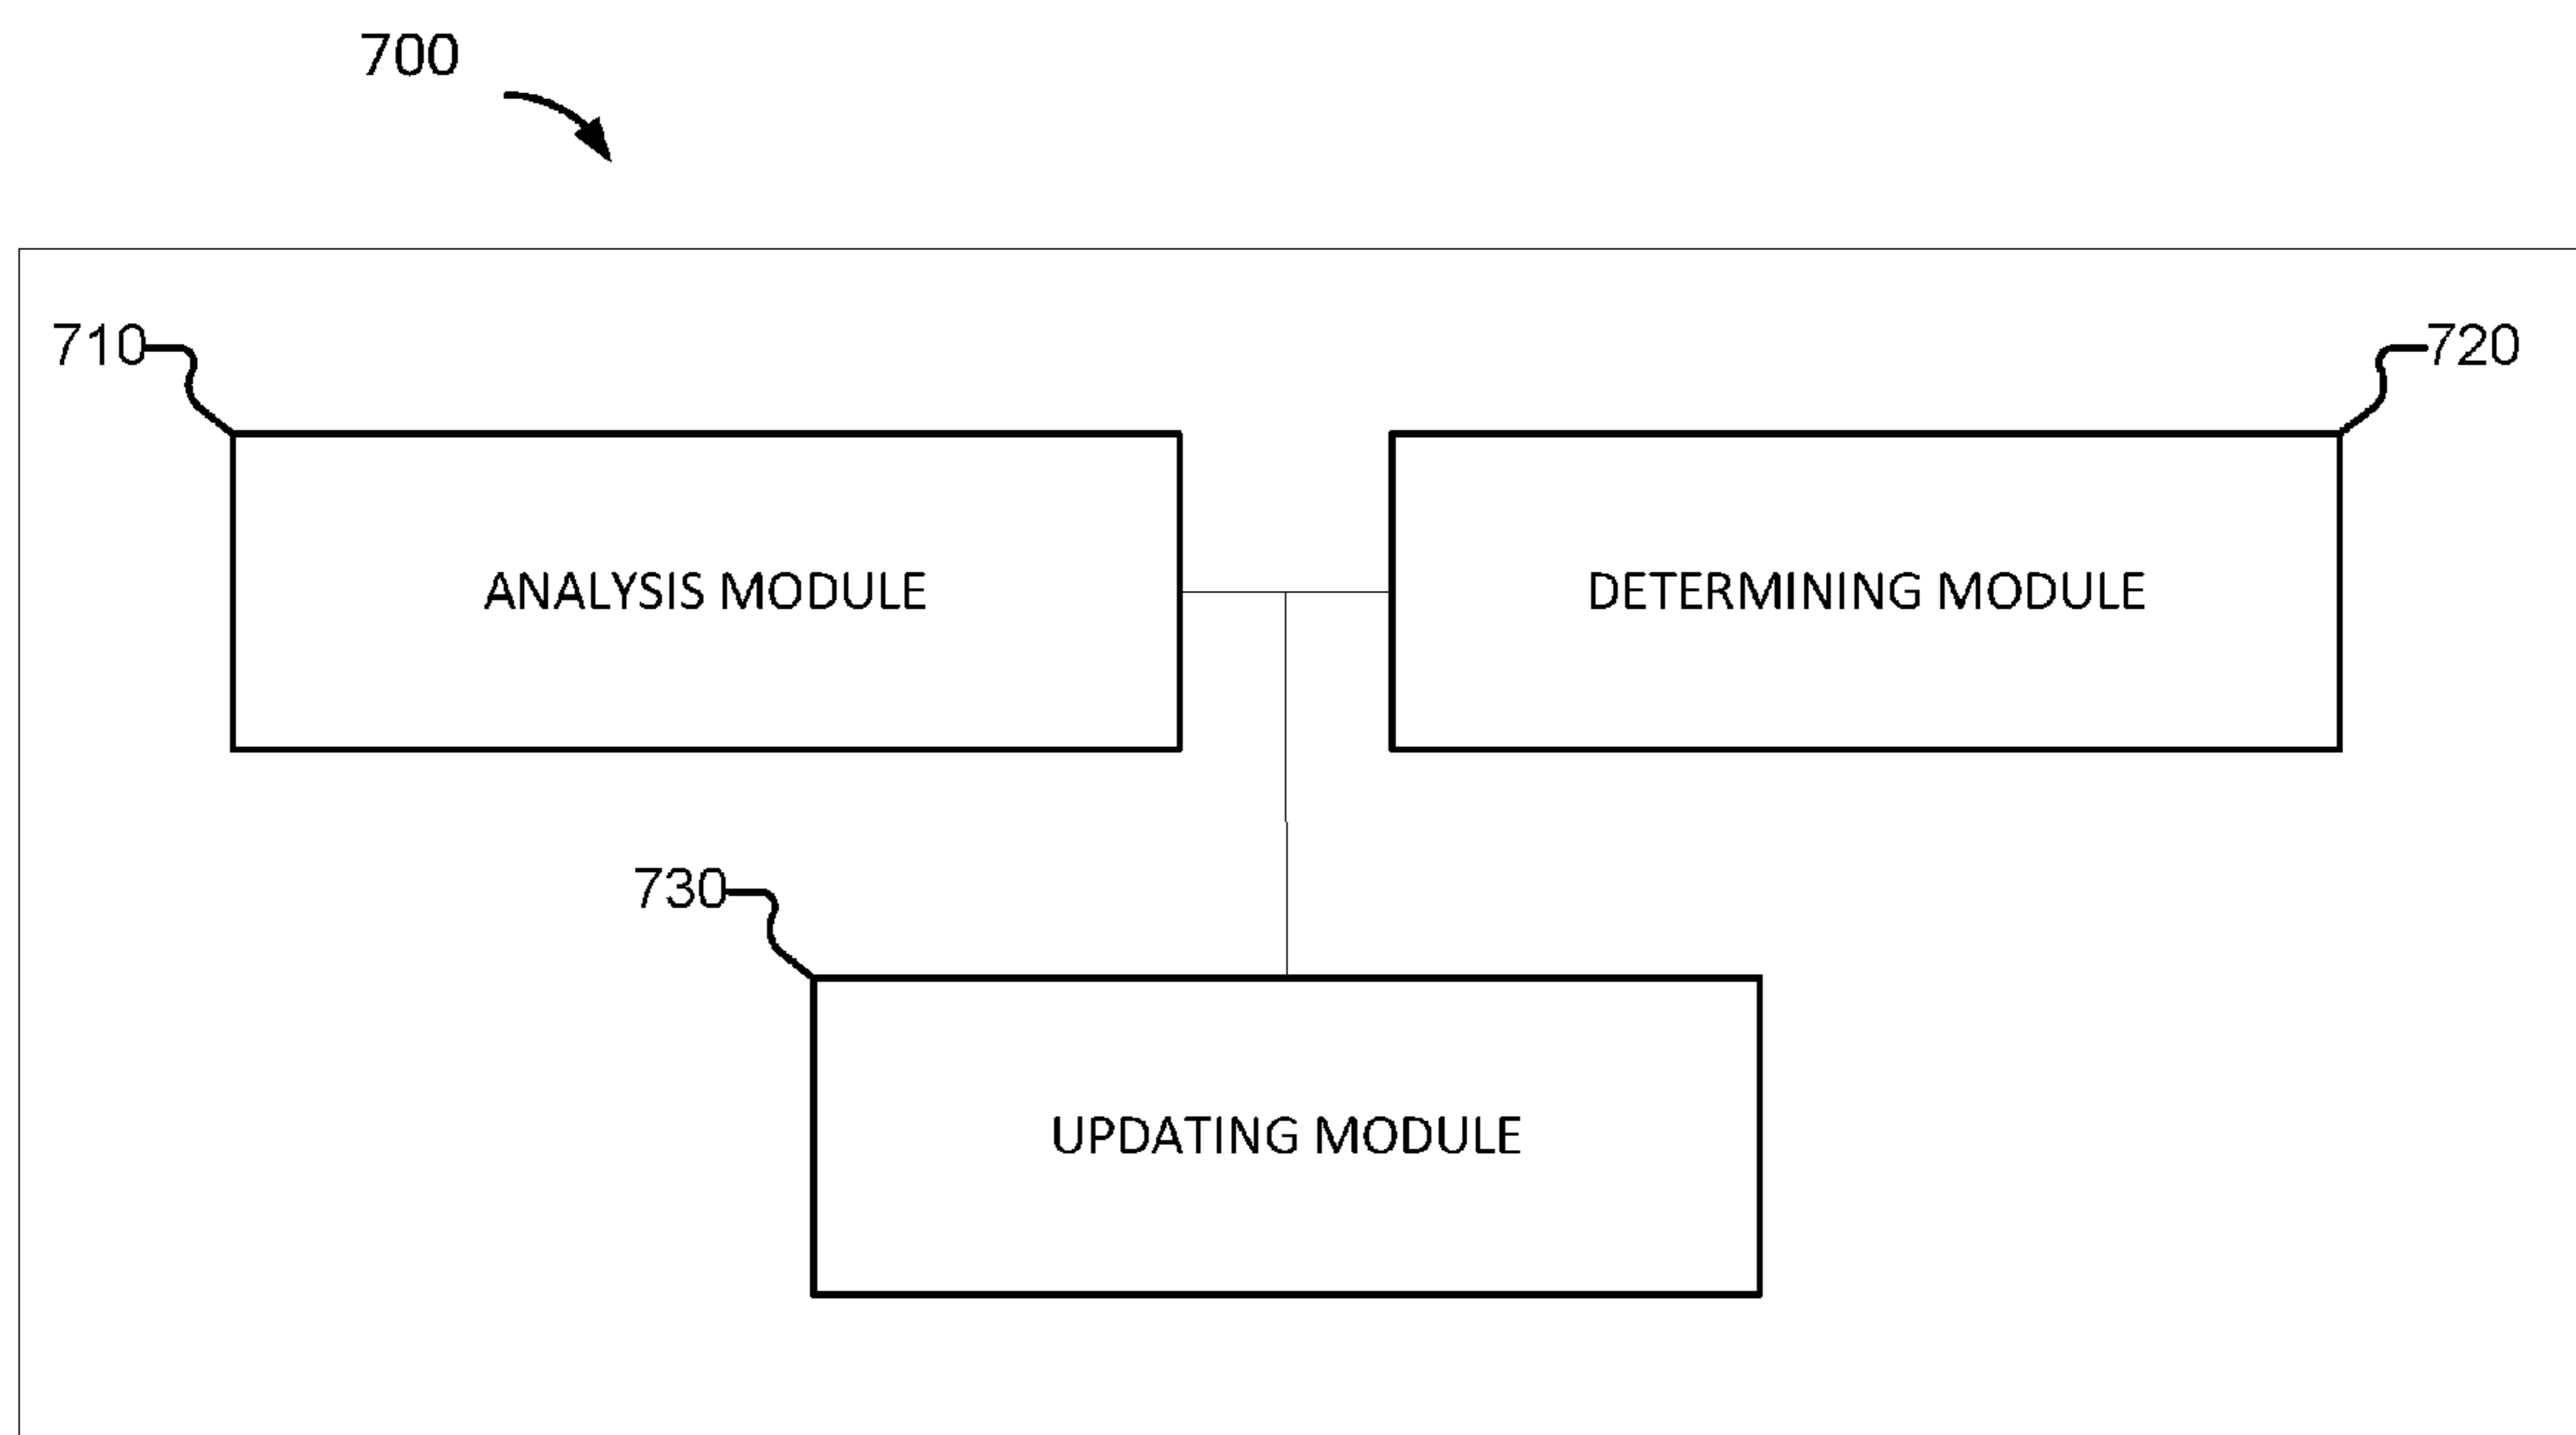 700
710
720
ANALYSIS MODULE
DETERMINING MODULE
730
UPDATING MODULE